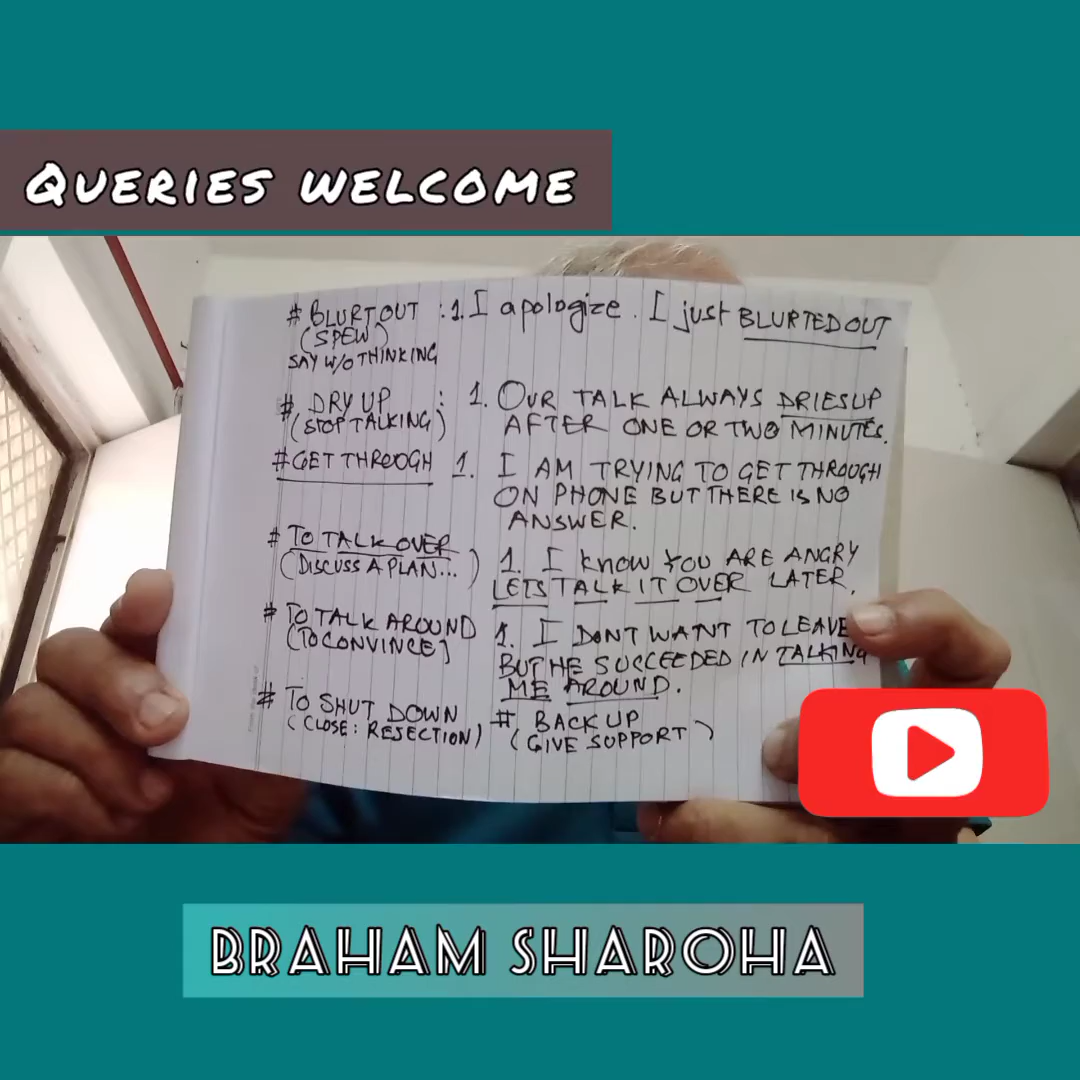 QUERIES WELCOME
# BLURT OUT : 1. I apologize. I just BLURTED OUT
(SPEW)
SAY W/O THINKING
# DRY UP : 1. OUR TALK ALWAYS DRIES UP
(STOP TALKING) AFTER ONE OR TWO MINUTES.
# GET THROUGH 1. I AM TRYING TO GET THROUGH
ON PHONE BUT THERE IS NO
ANSWER.
# TO TALK OVER 1. I KNOW YOU ARE ANGRY
(DISCUSS A PLAN...) LETS TALK IT OVER LATER.
# TO TALK AROUND 1. I DONT WANT TO LEAVE
(TO CONVINCE) BUT HE SUCCEEDED IN TALKING
ME AROUND.
# TO SHUT DOWN # BACK UP
(CLOSE: REJECTION) (GIVE SUPPORT)
BRAHAM SHAROHA